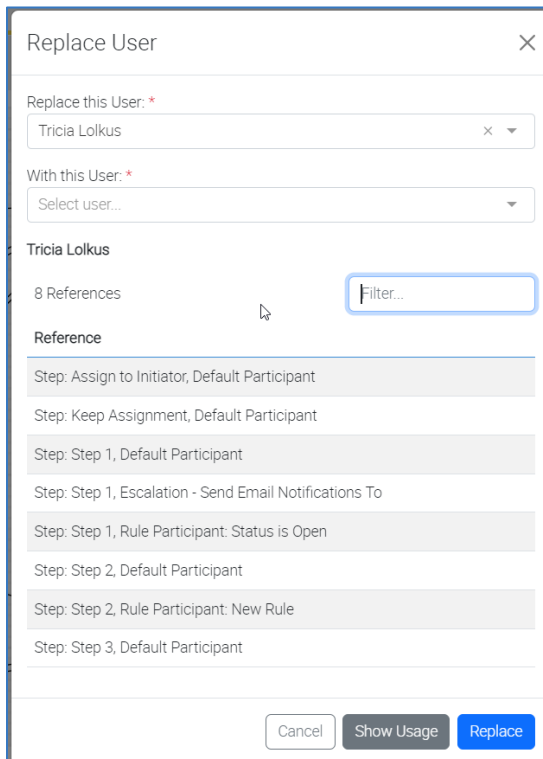 Replace User
Replace this User: *
Tricia Lolkus
With this User: *
Select user...
Tricia Lolkus
8 References
Filter...
Reference
Step: Assign to Initiator, Default Participant
Step: Keep Assignment, Default Participant
Step: Step 1, Default Participant
Step: Step 1, Escalation - Send Email Notifications To
Step: Step 1, Rule Participant: Status is Open
Step: Step 2, Default Participant
Step: Step 2, Rule Participant: New Rule
Step: Step 3, Default Participant
Cancel
Show Usage
Replace